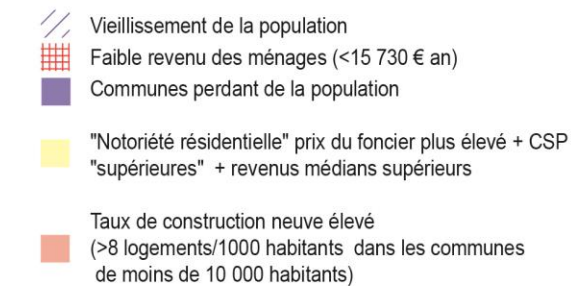 Vieillissement de la population
Faible revenu des ménages (<15 730 € an)
Communes perdant de la population
"Notoriété résidentielle" prix du foncier plus élevé + CSP
"supérieures" + revenus médians supérieurs
Taux de construction neuve élevé
(>8 logements/1000 habitants dans les communes
de moins de 10 000 habitants)